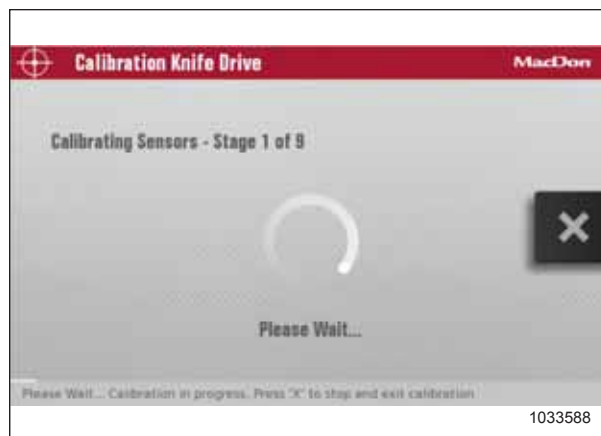 Calibration Knife Drive MacDon
Calibrating Sensors - Stage 1 of 9
X
Please Wait...
Please Wait... Calibration in progress. Press 'X' to stop and exit calibration
1033588